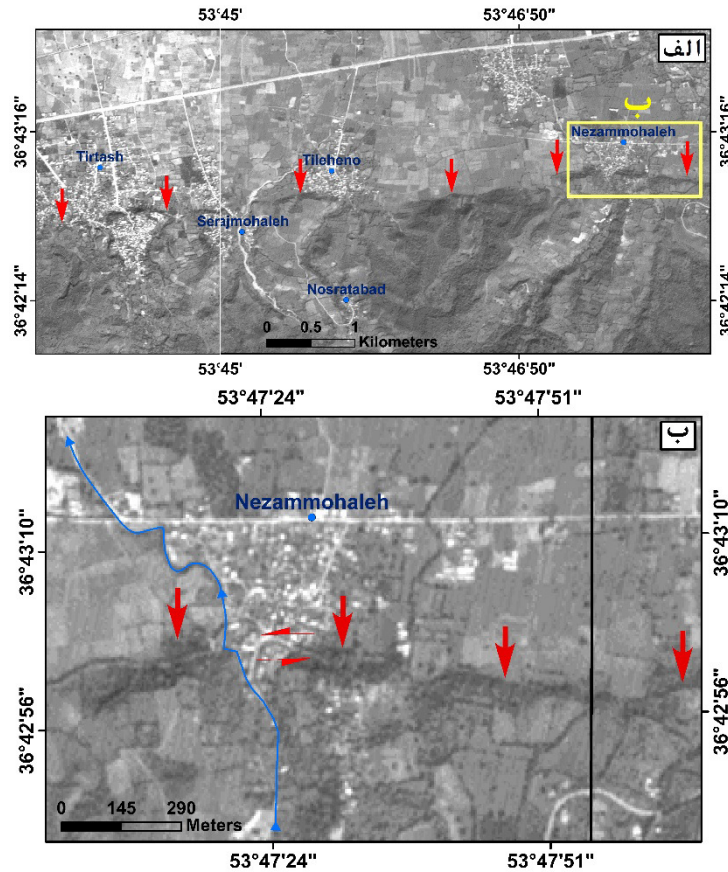 53°45' 53°46'50"
الف
36°43'16" 36°43'16"
ب
Nezammohaleh
Tirtash
Tileheno
Serajmohaleh
Nosratabad
36°42'14" 36°42'14"
0 0.5 1
Kilometers
53°45' 53°46'50"
53°47'24" 53°47'51"
ب
Nezammohaleh
36°43'10" 36°43'10"
36°42'56" 36°42'56"
0 145 290
Meters
53°47'24" 53°47'51"